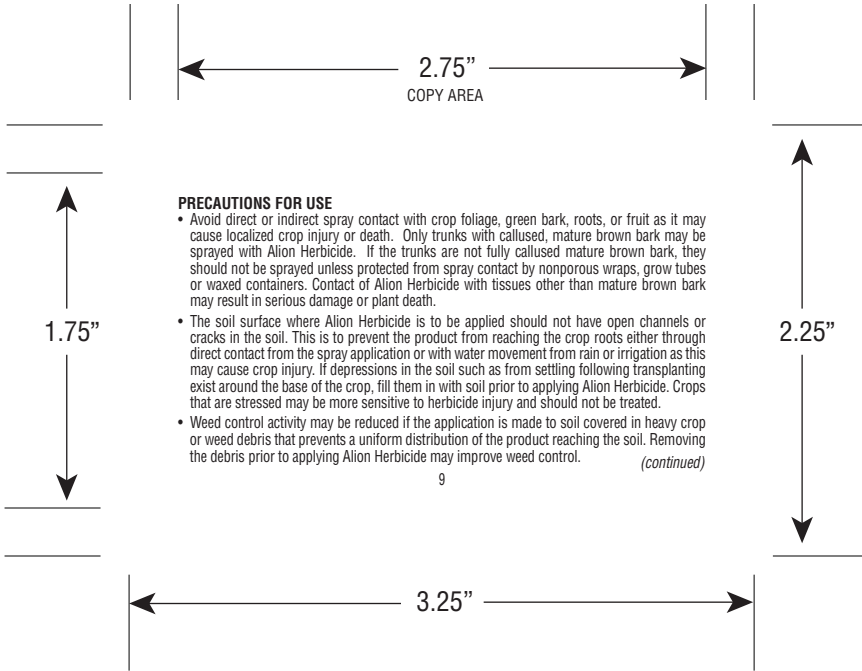 2.75”
COPY AREA
PRECAUTIONS FOR USE
• Avoid direct or indirect spray contact with crop foliage, green bark, roots, or fruit as it may
cause localized crop injury or death. Only trunks with callused, mature brown bark may be
sprayed with Alion Herbicide. If the trunks are not fully callused mature brown bark, they
should not be sprayed unless protected from spray contact by nonporous wraps, grow tubes
or waxed containers. Contact of Alion Herbicide with tissues other than mature brown bark
may result in serious damage or plant death.
• The soil surface where Alion Herbicide is to be applied should not have open channels or
cracks in the soil. This is to prevent the product from reaching the crop roots either through
direct contact from the spray application or with water movement from rain or irrigation as this
may cause crop injury. If depressions in the soil such as from settling following transplanting
exist around the base of the crop, fill them in with soil prior to applying Alion Herbicide. Crops
that are stressed may be more sensitive to herbicide injury and should not be treated.
• Weed control activity may be reduced if the application is made to soil covered in heavy crop
or weed debris that prevents a uniform distribution of the product reaching the soil. Removing
the debris prior to applying Alion Herbicide may improve weed control. (continued)
9
1.75”
2.25”
3.25”